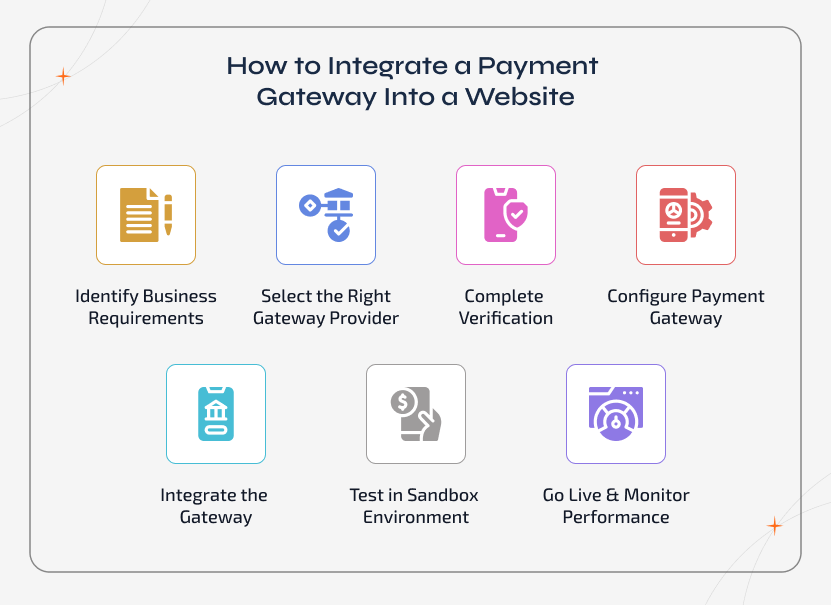 How to Integrate a Payment
Gateway Into a Website
Identify Business
Requirements
Select the Right
Gateway Provider
Complete
Verification
Configure Payment
Gateway
$
Integrate the
Gateway
Test in Sandbox
Environment
Go Live & Monitor
Performance